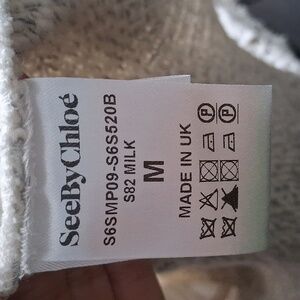 SeeByChloé
S6SMP09-S6S520B
S82 MILK
M
MADE IN UK
P
P